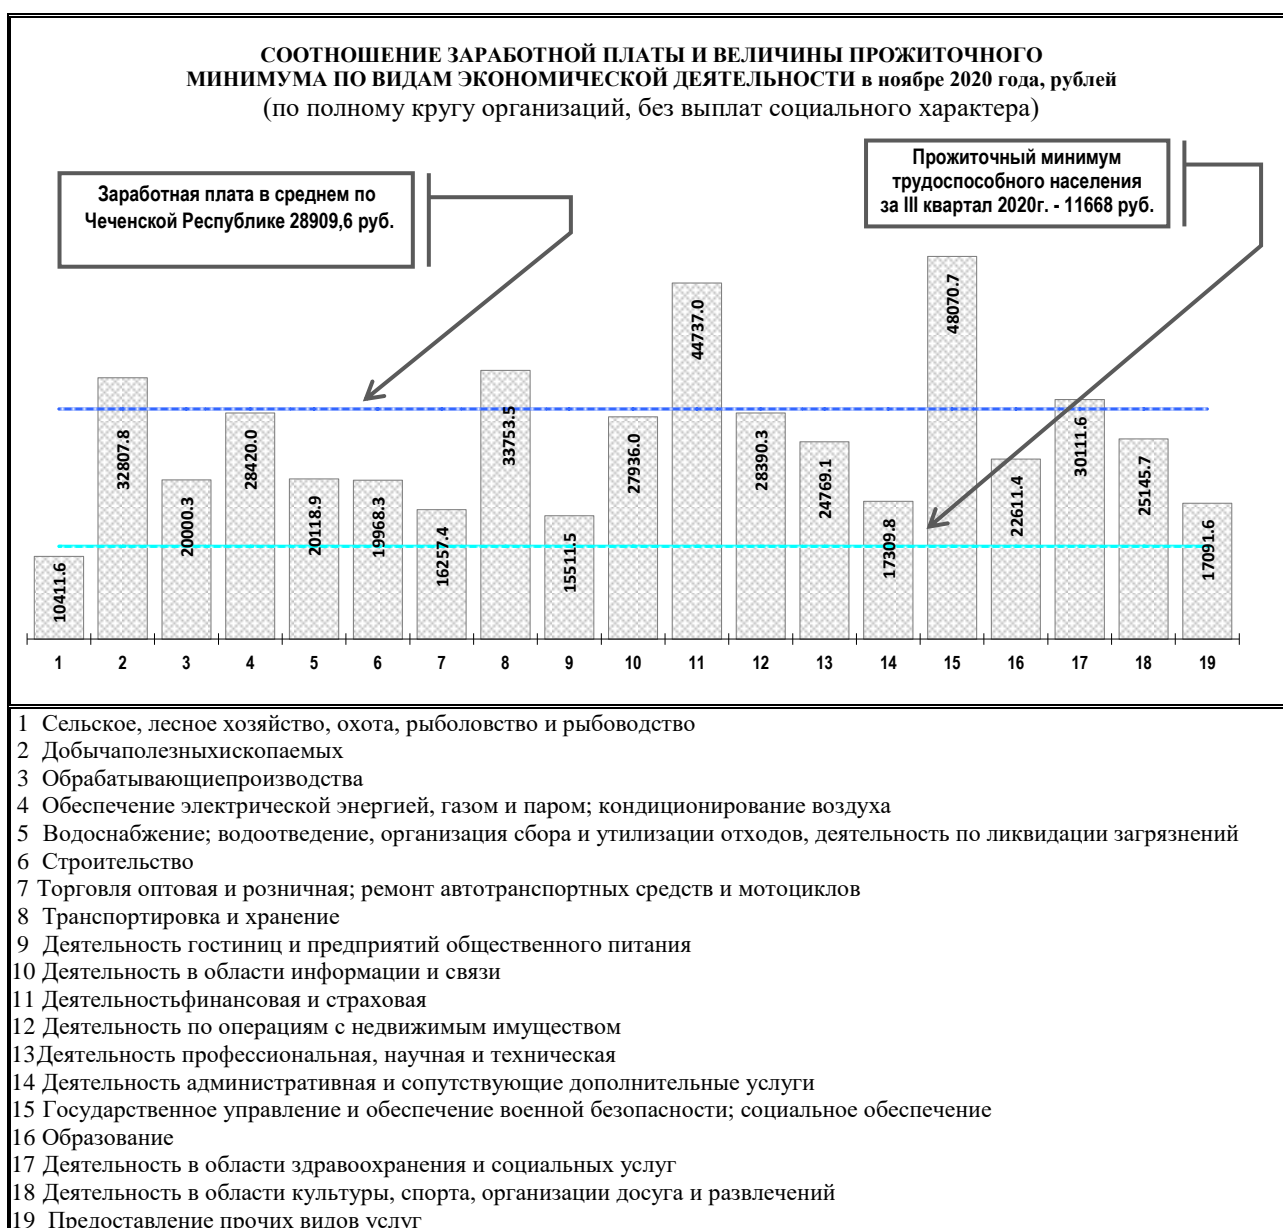 СООТНОШЕНИЕ ЗАРАБОТНОЙ ПЛАТЫ И ВЕЛИЧИНЫ ПРОЖИТОЧНОГО
МИНИМУМА ПО ВИДАМ ЭКОНОМИЧЕСКОЙ ДЕЯТЕЛЬНОСТИ в ноябре 2020 года, рублей
(по полному кругу организаций, без выплат социального характера)
Заработная плата в среднем по
Чеченской Республике 28909,6 руб.
Прожиточный минимум
трудоспособного населения
за III квартал 2020г. - 11668 руб.
10411.6
32807.8
20000.3
28420.0
20118.9
19968.3
16257.4
33753.5
15511.5
27936.0
44737.0
28390.3
24769.1
17309.8
48070.7
22611.4
30111.6
25145.7
17091.6
1 2 3 4 5 6 7 8 9 10 11 12 13 14 15 16 17 18 19
1 Сельское, лесное хозяйство, охота, рыболовство и рыбоводство
2 Добычаполезныхископаемых
3 Обрабатывающиепроизводства
4 Обеспечение электрической энергией, газом и паром; кондиционирование воздуха
5 Водоснабжение; водоотведение, организация сбора и утилизации отходов, деятельность по ликвидации загрязнений
6 Строительство
7 Торговля оптовая и розничная; ремонт автотранспортных средств и мотоциклов
8 Транспортировка и хранение
9 Деятельность гостиниц и предприятий общественного питания
10 Деятельность в области информации и связи
11 Деятельностьфинансовая и страховая
12 Деятельность по операциям с недвижимым имуществом
13Деятельность профессиональная, научная и техническая
14 Деятельность административная и сопутствующие дополнительные услуги
15 Государственное управление и обеспечение военной безопасности; социальное обеспечение
16 Образование
17 Деятельность в области здравоохранения и социальных услуг
18 Деятельность в области культуры, спорта, организации досуга и развлечений
19 Предоставление прочих видов услуг